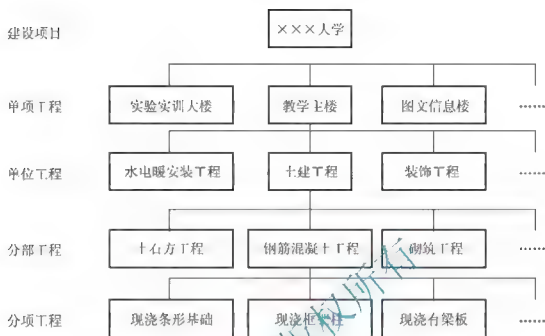 建设项目
×××大学
单项工程
实验实训大楼
教学主楼
图文信息楼
……
单位工程
水电暖安装工程
土建工程
装饰工程
……
分部工程
土石方工程
钢筋混凝土工程
砌筑工程
……
分项工程
现浇条形基础
现浇框
现浇有梁板
……
权所有